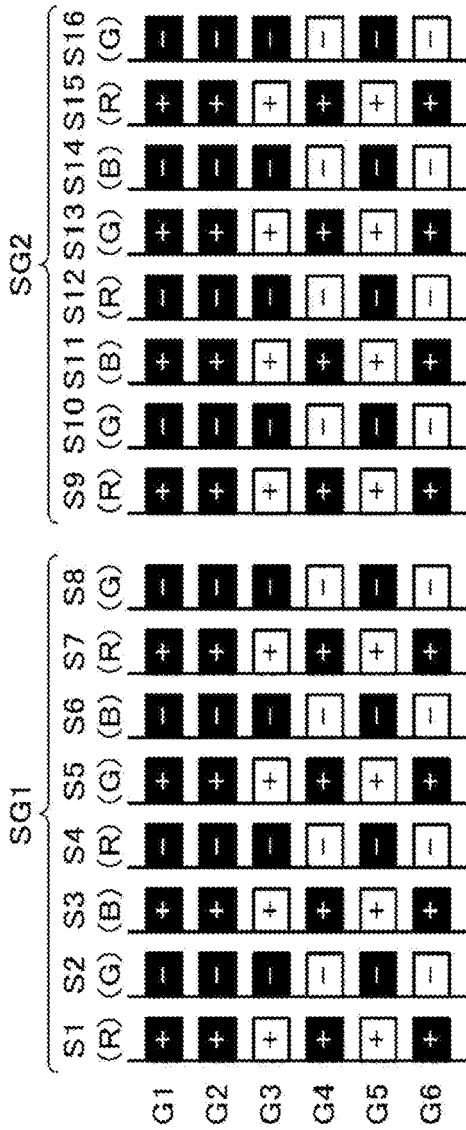 SG1 SG2
S1 S2 S3 S4 S5 S6 S7 S8 S9 S10 S11 S12 S13 S14 S15 S16
(R) (G) (B) (R) (G) (B) (R) (G) (R) (G) (B) (R) (G) (B) (R) (G)
G1 + − + − + − + − + − + − + − + −
G2 + − + − + − + − + − + − + − + −
G3 + − + − + − + − + − + − + − + −
G4 + − + − + − + − + − + − + − + −
G5 + − + − + − + − + − + − + − + −
G6 + − + − + − + − + − + − + − + −